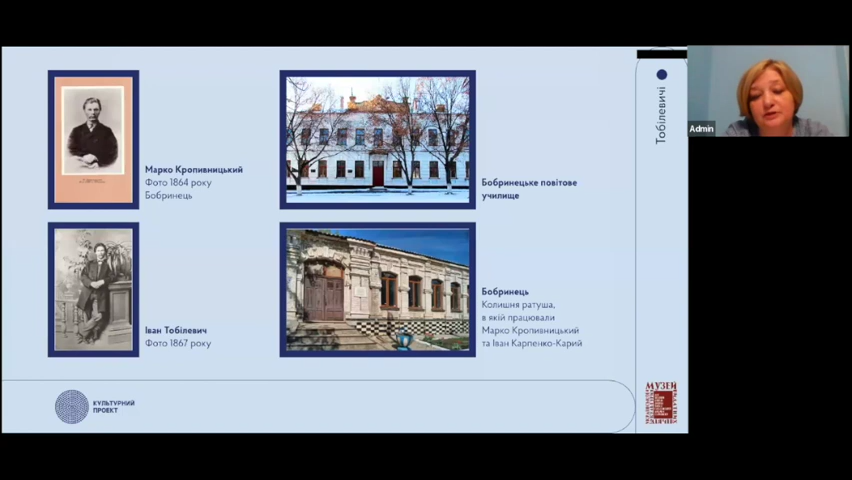 Марко Кропивницький
Фото 1864 року
Бобринець
Бобринецьке повітове
училище
Іван Тобілевич
Фото 1867 року
Бобринець
Колишня ратуша,
в якій працювали
Марко Кропивницький
та Іван Карпенко-Карий
Тобілевичі
Admin
КУЛЬТУРНИЙ
ПРОЕКТ
МУЗЕЙ